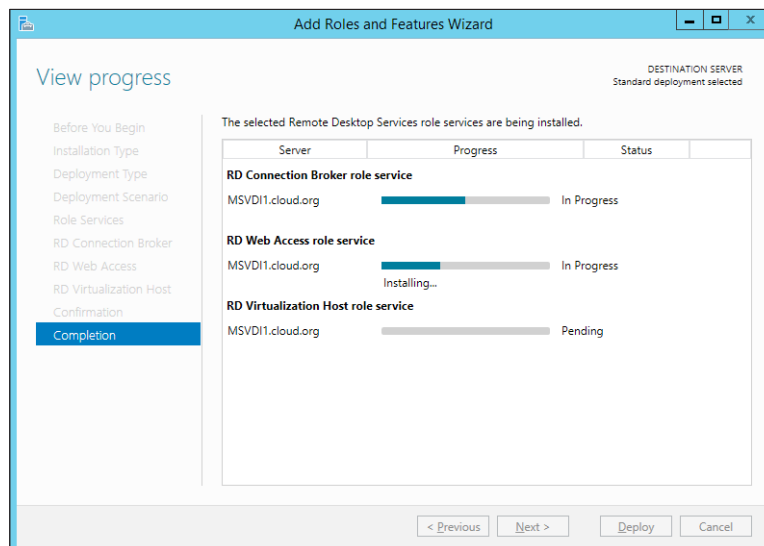 Add Roles and Features Wizard
x
View progress
DESTINATION SERVER
Standard deployment selected
Before You Begin
Installation Type
Deployment Type
Deployment Scenario
Role Services
RD Connection Broker
RD Web Access
RD Virtualization Host
Confirmation
Completion
The selected Remote Desktop Services role services are being installed.
Server Progress Status
RD Connection Broker role service
MSVDI1.cloud.org In Progress
RD Web Access role service
MSVDI1.cloud.org In Progress
Installing...
RD Virtualization Host role service
MSVDI1.cloud.org Pending
< Previous Next > Deploy Cancel